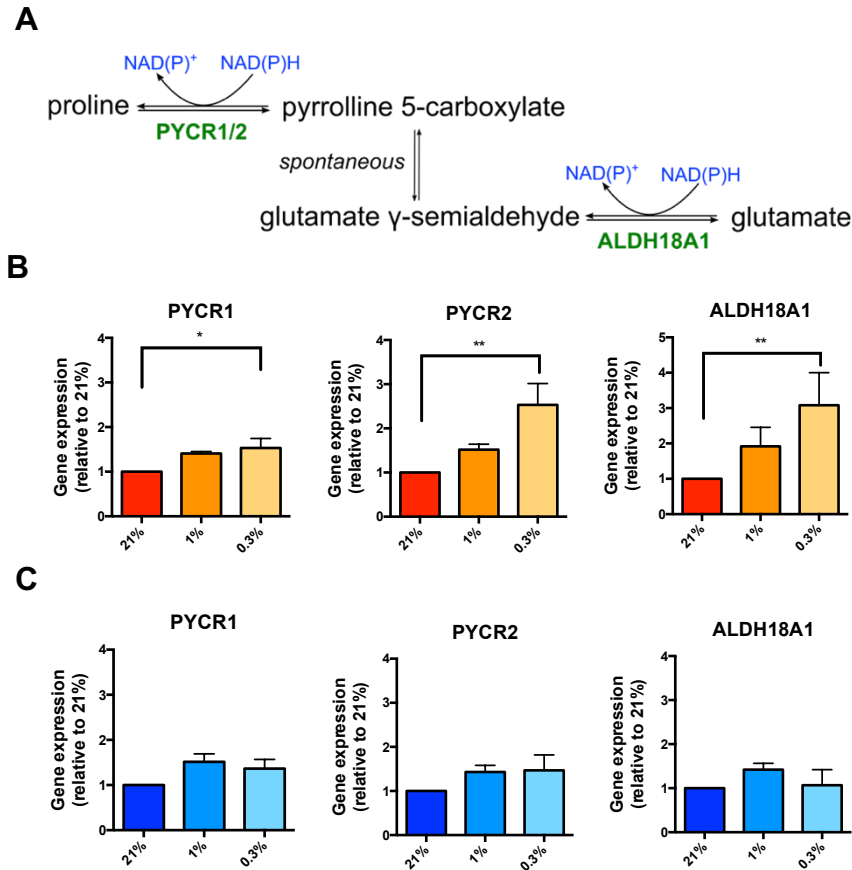 A
NAD(P)+ NAD(P)H
proline pyrrolline 5-carboxylate
PYCR1/2
spontaneous
NAD(P)+ NAD(P)H
glutamate γ-semialdehyde glutamate
ALDH18A1
B
PYCR1
Gene expression
(relative to 21%)
4
3
2
1
0
*
21% 1% 0.3%
PYCR2
Gene expression
(relative to 21%)
4
3
2
1
0
**
21% 1% 0.3%
ALDH18A1
Gene expression
(relative to 21%)
5
4
3
2
1
0
**
21% 1% 0.3%
C
PYCR1
Gene expression
(relative to 21%)
4
3
2
1
0
21% 1% 0.3%
PYCR2
Gene expression
(relative to 21%)
4
3
2
1
0
21% 1% 0.3%
ALDH18A1
Gene expression
(relative to 21%)
4
3
2
1
0
21% 1% 0.3%